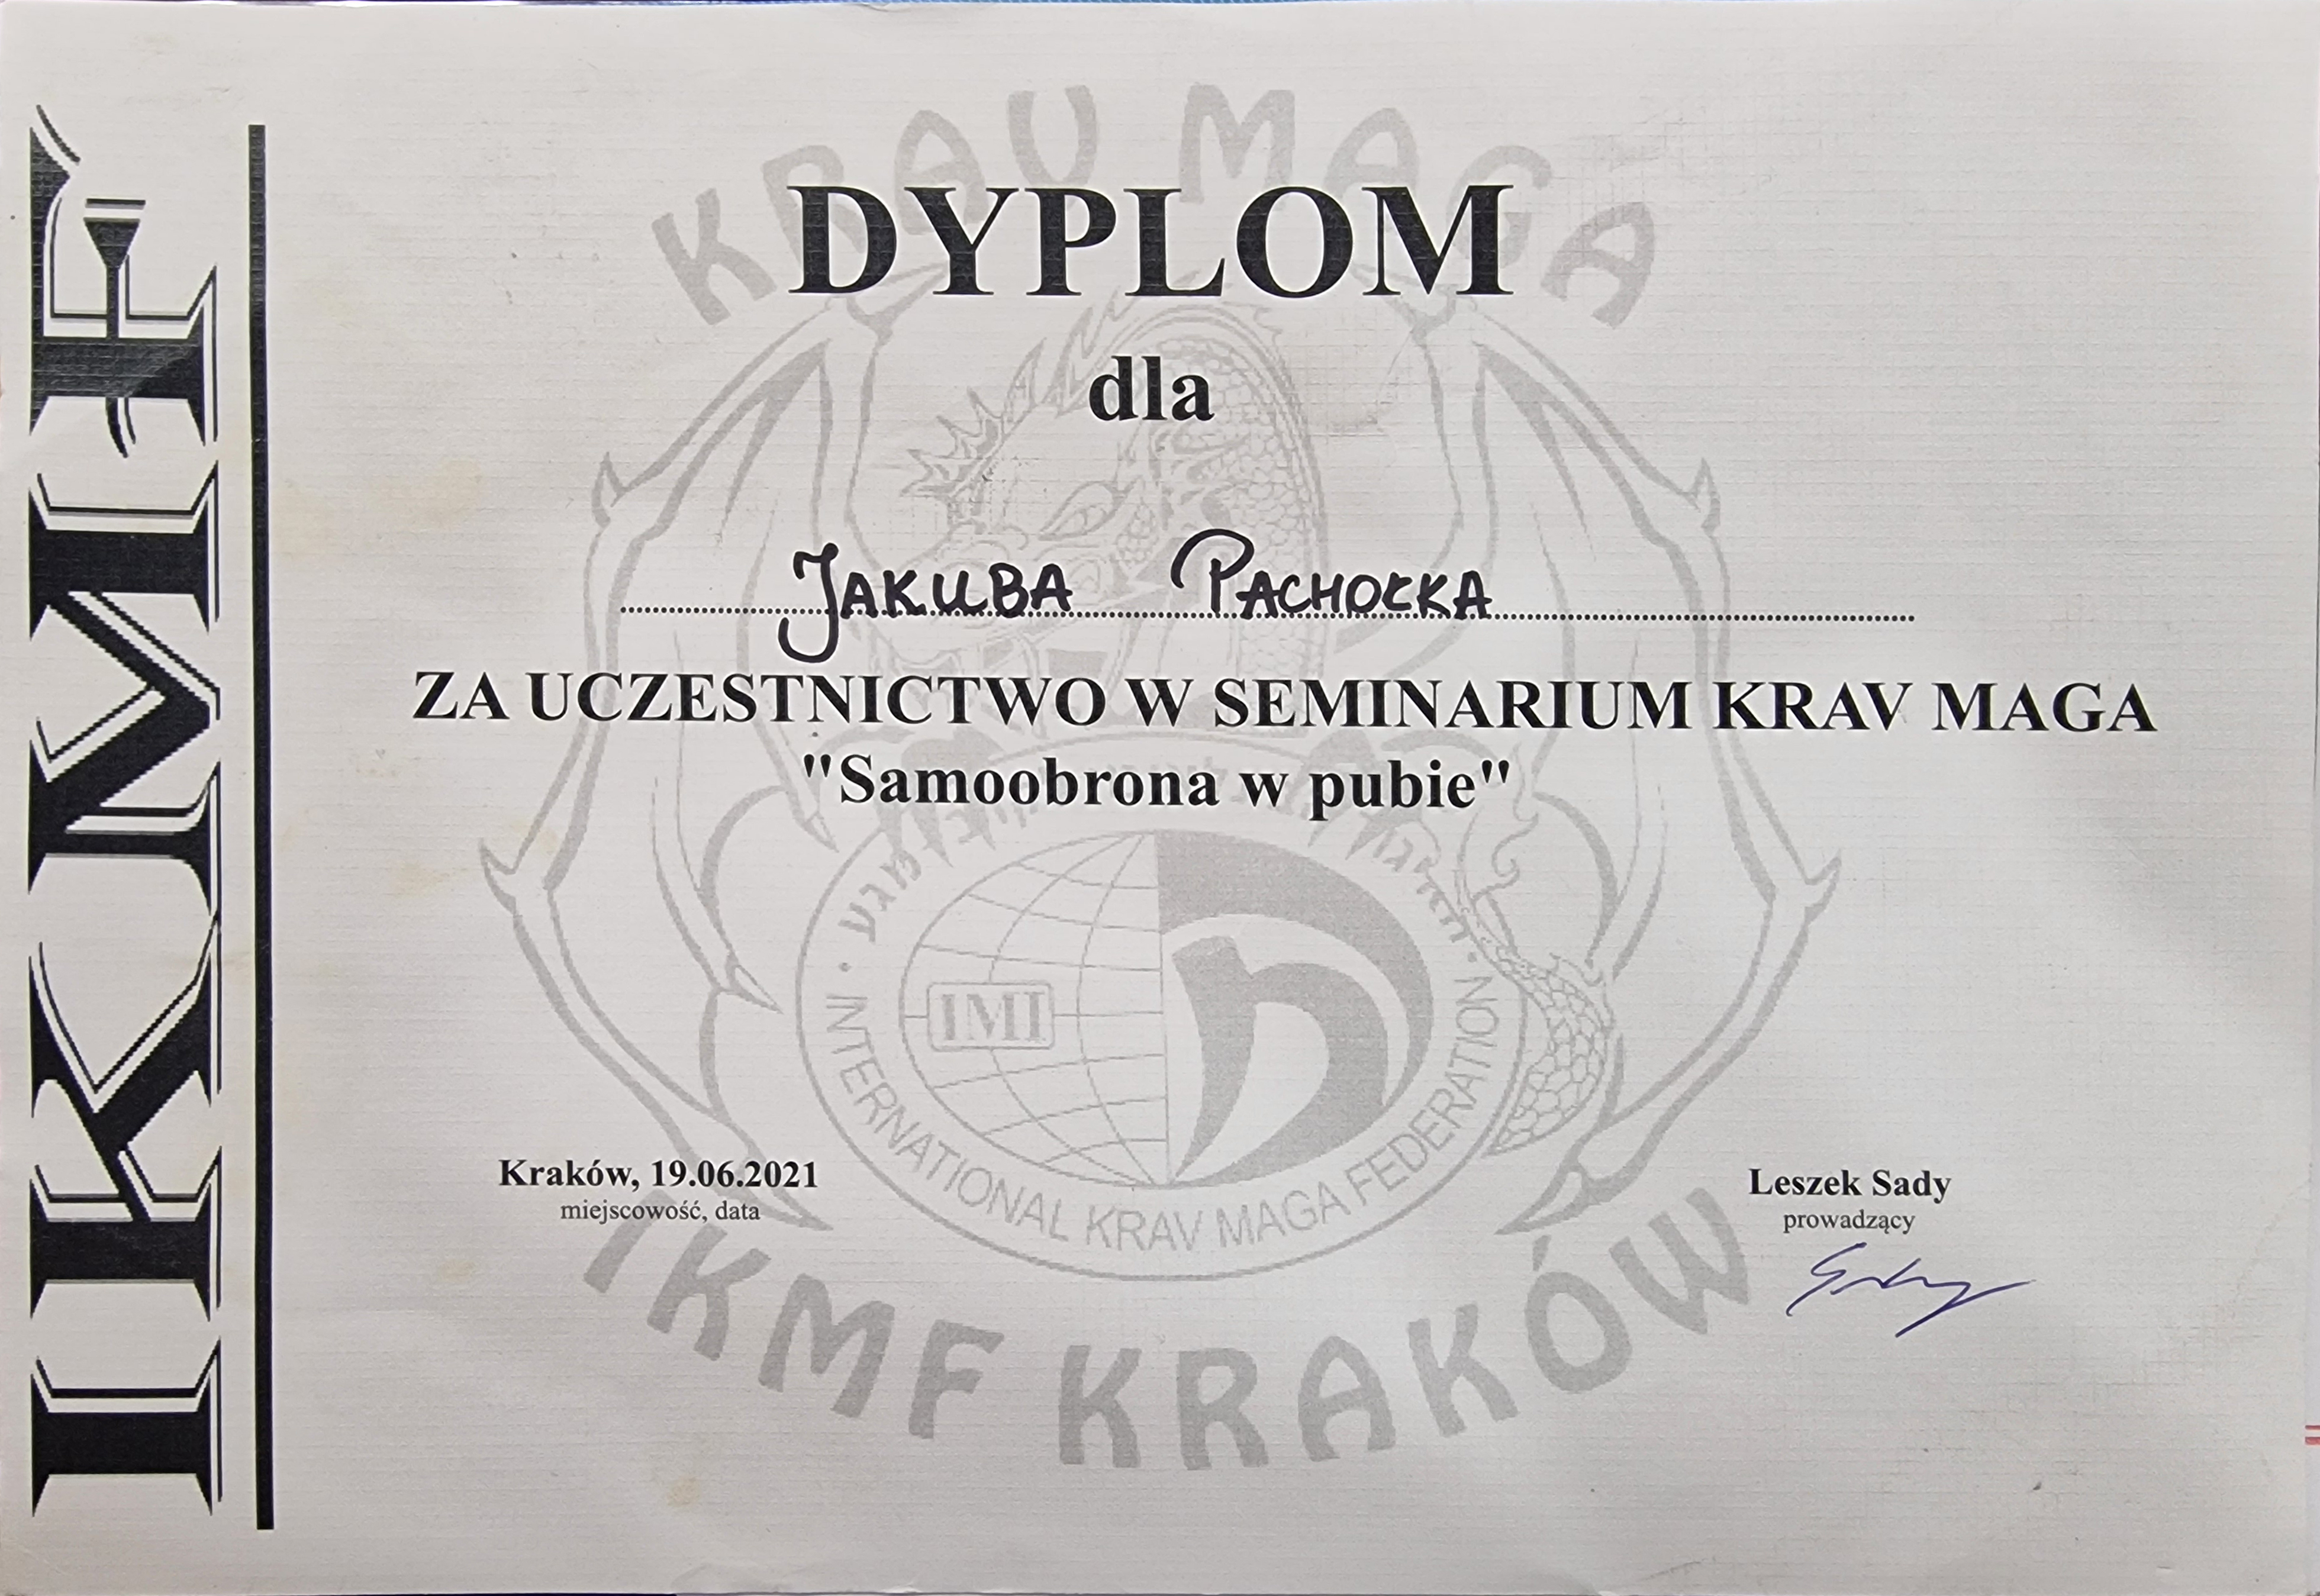 IKMF
KRAV MAGA
DYPLOM
dla
JAKUBA PACHOŁKA
ZA UCZESTNICTWO W SEMINARIUM KRAV MAGA
"Samoobrona w pubie"
IMI
INTERNATIONAL KRAV MAGA FEDERATION
Kraków, 19.06.2021
miejscowość, data
Leszek Sady
prowadzący
IKMF KRAKÓW